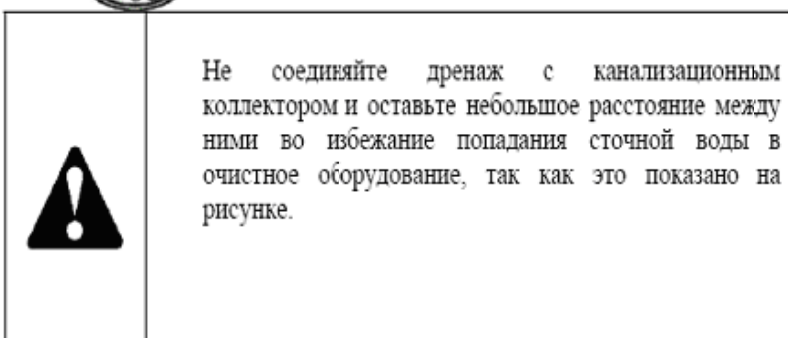 Не соединяйте дренаж с канализационным
коллектором и оставьте небольшое расстояние между
ними во избежание попадания сточной воды в
очистное оборудование, так как это показано на
рисунке.